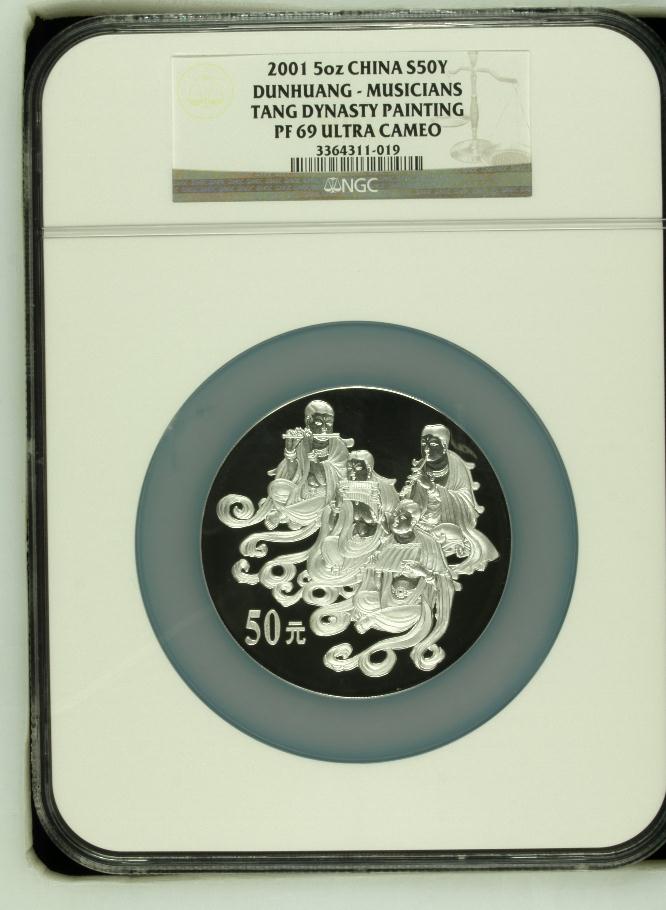 2001 5oz CHINA S50Y
DUNHUANG - MUSICIANS
TANG DYNASTY PAINTING
PF 69 ULTRA CAMEO
3364311-019
NGC
50元